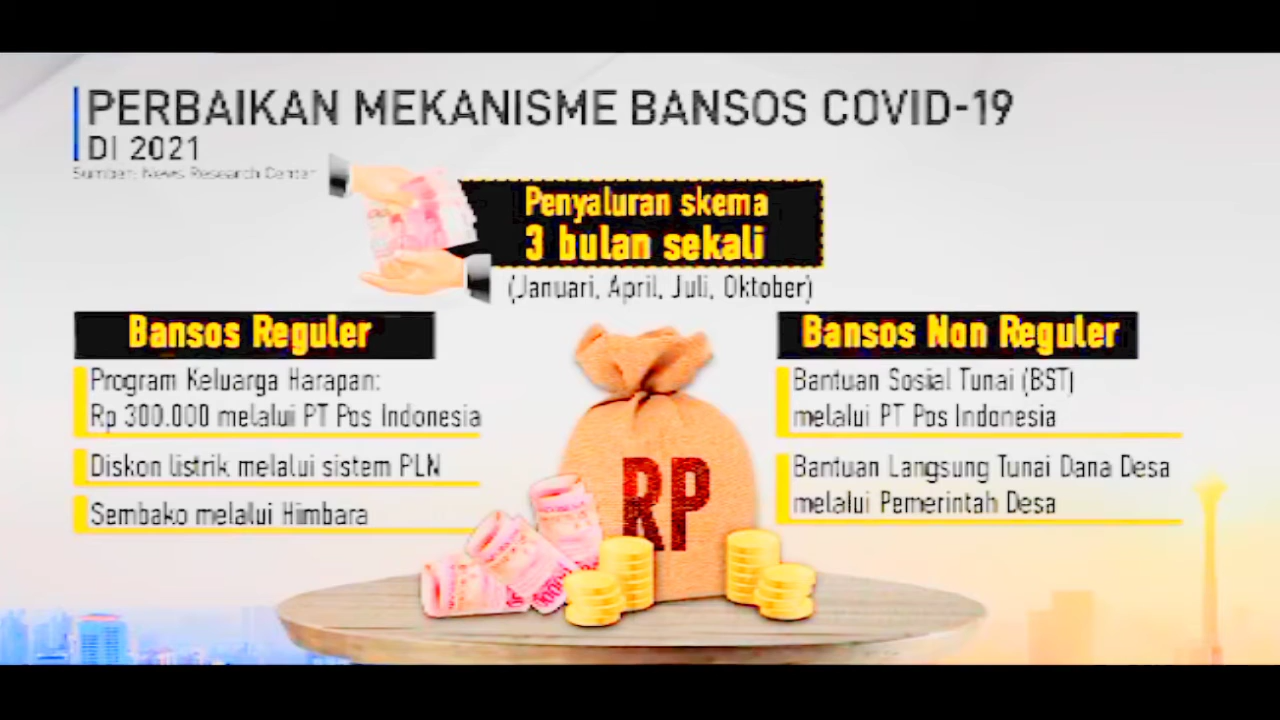 PERBAIKAN MEKANISME BANSOS COVID-19
DI 2021
Sumber: News Research Center
Penyaluran skema
3 bulan sekali
(Januari, April, Juli, Oktober)
Bansos Reguler
Program Keluarga Harapan:
Rp 300.000 melalui PT Pos Indonesia
Diskon listrik melalui sistem PLN
Sembako melalui Himbara
Bansos Non Reguler
Bantuan Sosial Tunai (BST)
melalui PT Pos Indonesia
Bantuan Langsung Tunai Dana Desa
melalui Pemerintah Desa
RP